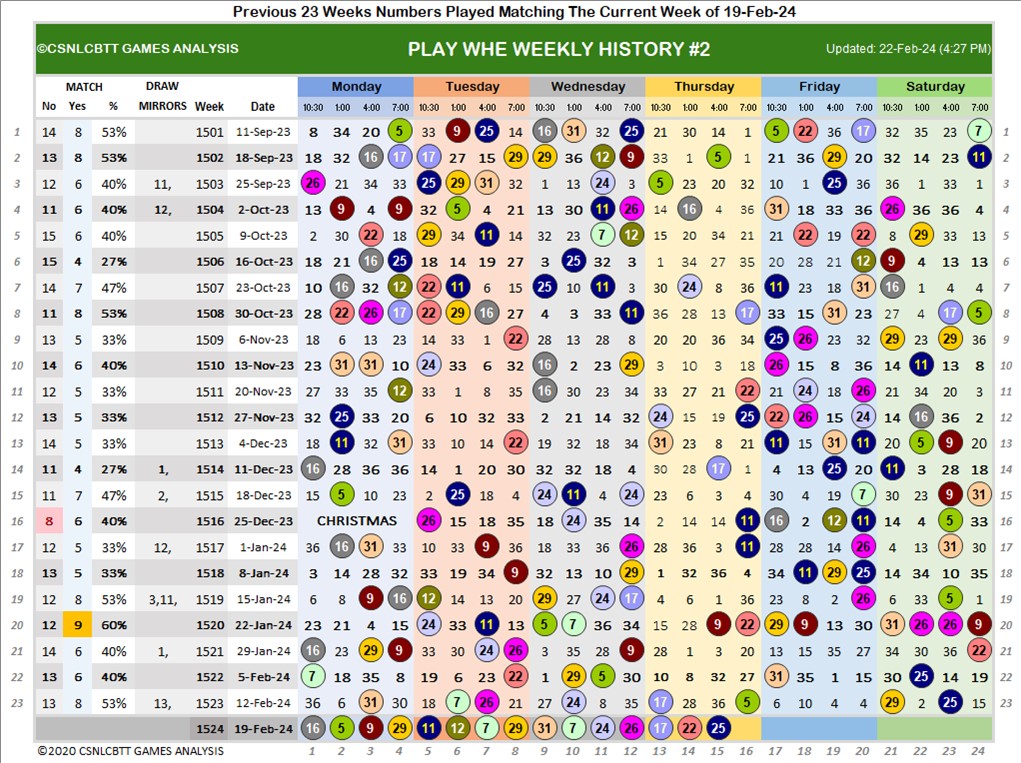 Previous 23 Weeks Numbers Played Matching The Current Week of 19-Feb-24
©CSNLCBTT GAMES ANALYSIS PLAY WHE WEEKLY HISTORY #2 Updated: 22-Feb-24 (4:27 PM)
MATCH DRAW Monday Tuesday Wednesday Thursday Friday Saturday
No Yes % MIRRORS Week Date 10:30 1:00 4:00 7:00 10:30 1:00 4:00 7:00 10:30 1:00 4:00 7:00 10:30 1:00 4:00 7:00 10:30 1:00 4:00 7:00 10:30 1:00 4:00 7:00
1 14 8 53% 1501 11-Sep-23 8 34 20 5 33 9 25 14 16 31 32 25 21 30 14 1 5 22 36 17 32 35 23 7 1
2 13 8 53% 1502 18-Sep-23 18 32 16 17 17 27 15 29 29 36 12 9 33 1 5 1 21 36 29 20 32 14 23 11 2
3 12 6 40% 11, 1503 25-Sep-23 26 21 34 33 25 29 31 32 1 13 24 3 5 23 20 32 10 1 25 36 36 1 33 1 3
4 11 6 40% 12, 1504 2-Oct-23 13 9 4 9 32 5 4 21 13 30 11 26 14 16 4 36 31 18 33 36 26 36 36 4 4
5 15 6 40% 1505 9-Oct-23 2 30 22 18 29 34 11 14 32 23 7 12 15 20 34 21 21 22 19 22 8 29 33 13 5
6 15 4 27% 1506 16-Oct-23 18 21 16 25 18 14 19 27 3 25 32 3 1 34 27 35 20 28 21 12 9 4 13 13 6
7 14 7 47% 1507 23-Oct-23 10 16 32 12 22 11 6 15 25 10 11 3 30 24 8 36 11 23 18 31 16 1 4 4 7
8 11 8 53% 1508 30-Oct-23 28 22 26 17 22 29 16 27 4 3 33 11 36 28 13 17 33 15 31 23 27 4 17 5 8
9 13 5 33% 1509 6-Nov-23 18 6 13 23 14 33 1 22 28 13 28 8 20 20 36 34 25 26 23 32 29 23 29 36 9
10 14 6 40% 1510 13-Nov-23 23 31 31 10 24 33 6 32 16 2 23 29 3 10 3 18 26 15 8 36 14 11 13 8 10
11 12 5 33% 1511 20-Nov-23 27 33 35 12 33 1 8 35 16 30 23 34 33 27 21 22 21 24 18 26 21 34 20 3 11
12 13 5 33% 1512 27-Nov-23 32 25 33 20 6 10 32 33 2 21 14 32 24 15 19 25 22 26 15 24 14 16 36 2 12
13 14 5 33% 1513 4-Dec-23 18 11 32 31 33 10 14 22 19 32 18 34 31 23 8 21 11 15 31 11 20 5 9 20 13
14 11 4 27% 1, 1514 11-Dec-23 16 28 36 36 14 1 20 30 32 32 18 4 30 28 17 1 4 13 25 20 11 3 28 18 14
15 11 7 47% 2, 1515 18-Dec-23 15 5 10 23 2 25 18 4 24 11 4 24 23 6 3 4 30 4 19 7 20 23 9 31 15
16 8 6 40% 1516 25-Dec-23 CHRISTMAS 26 15 18 35 18 24 35 14 2 14 14 11 16 2 12 11 14 4 5 33 16
17 12 5 33% 12, 1517 1-Jan-24 36 16 31 33 10 33 9 36 18 33 36 26 28 36 3 11 18 28 14 26 4 13 31 30 17
18 13 5 33% 1518 8-Jan-24 3 14 28 32 33 19 34 9 32 13 10 29 1 32 36 4 34 11 29 25 14 34 10 35 18
19 12 8 53% 3,11, 1519 15-Jan-24 6 8 9 16 12 14 13 20 29 27 24 17 4 6 1 36 23 8 2 26 6 33 5 1 19
20 12 9 60% 1520 22-Jan-24 23 21 4 15 24 33 11 13 5 7 36 34 15 28 9 22 29 9 13 30 31 26 26 9 20
21 14 6 40% 1, 1521 29-Jan-24 16 23 29 9 30 34 24 26 3 35 28 9 28 1 3 20 13 15 35 27 34 30 36 22 21
22 13 6 40% 1522 5-Feb-24 7 18 35 8 19 6 23 22 1 29 5 30 10 8 32 27 31 35 1 15 30 25 14 19 22
23 13 8 53% 13, 1523 12-Feb-24 36 6 31 30 18 7 26 21 27 24 8 35 17 28 36 5 6 10 4 4 29 2 25 15 23
1524 19-Feb-24 16 5 9 29 11 12 7 29 31 7 24 26 17 22 25
©2020 CSNLCBTT GAMES ANALYSIS 1 2 3 4 5 6 7 8 9 10 11 12 13 14 15 16 17 18 19 20 21 22 23 24